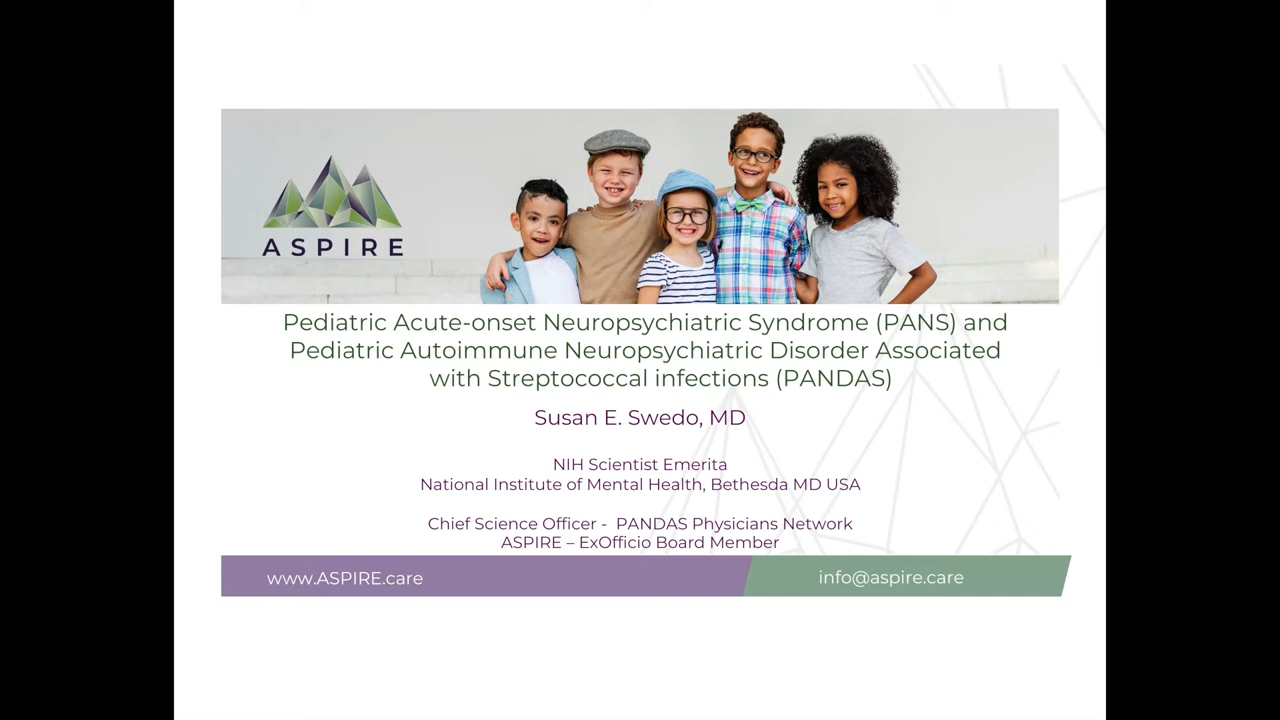 ASPIRE
Pediatric Acute-onset Neuropsychiatric Syndrome (PANS) and
Pediatric Autoimmune Neuropsychiatric Disorder Associated
with Streptococcal infections (PANDAS)
Susan E. Swedo, MD
NIH Scientist Emerita
National Institute of Mental Health, Bethesda MD USA
Chief Science Officer - PANDAS Physicians Network
ASPIRE – ExOfficio Board Member
www.ASPIRE.care
info@aspire.care